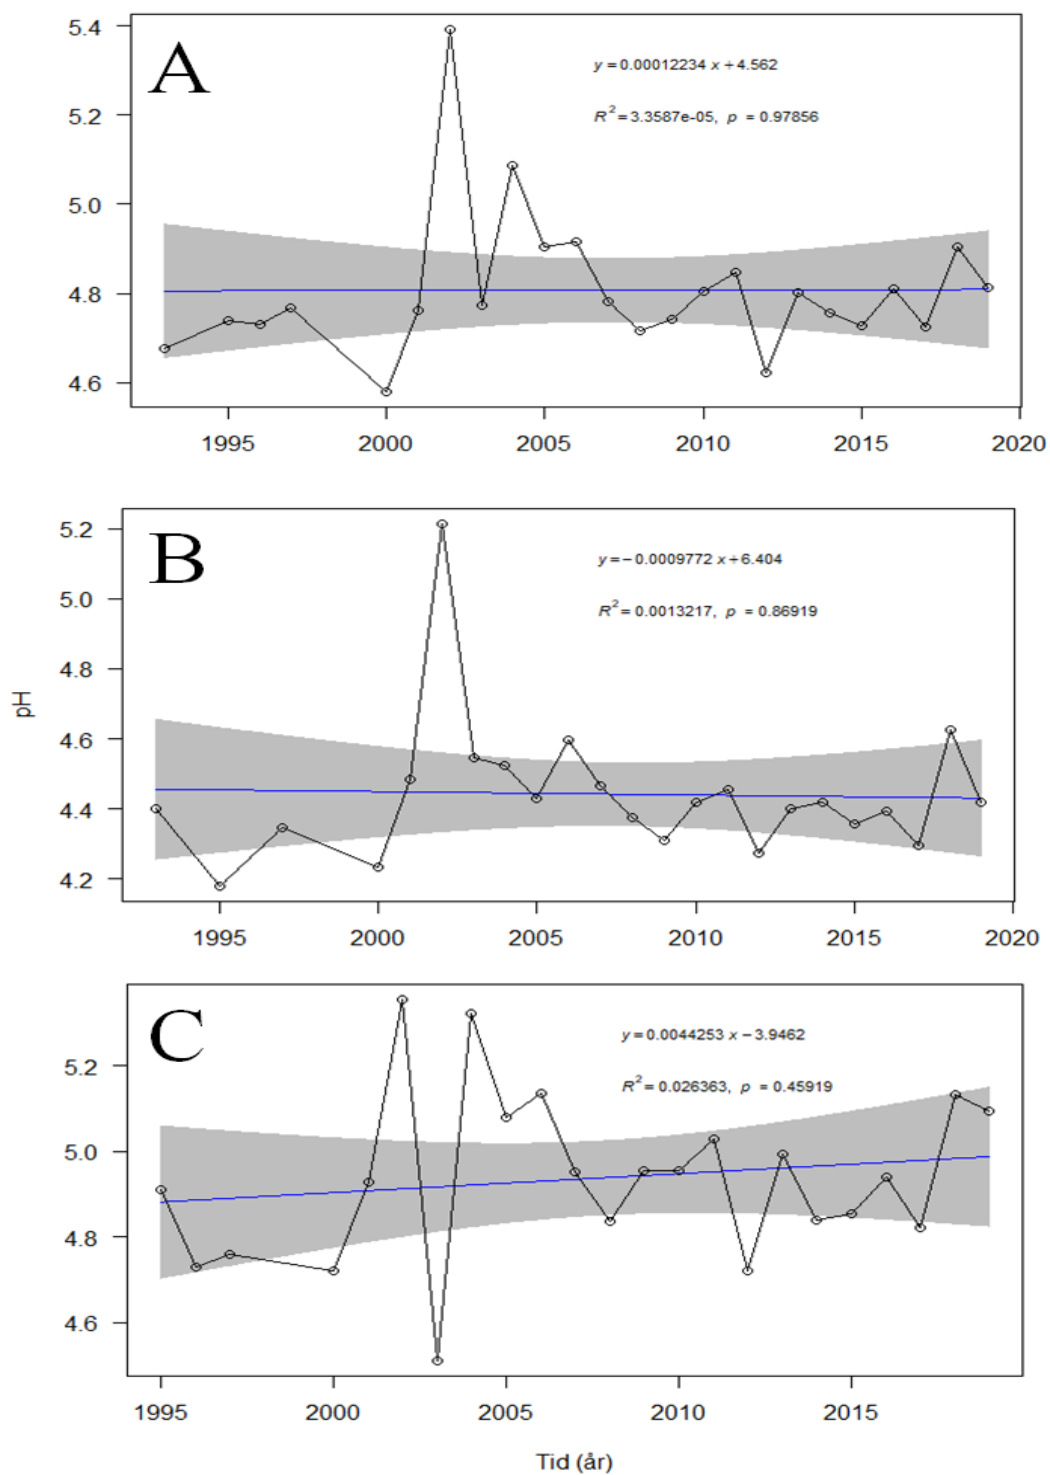 A
y = 0.00012234 x + 4.562
R² = 3.3587e-05, p = 0.97856
5.4
5.2
5.0
4.8
4.6
1995 2000 2005 2010 2015 2020
B
y = −0.0009772 x + 6.404
R² = 0.0013217, p = 0.86919
5.2
5.0
4.8
4.6
4.4
4.2
pH
1995 2000 2005 2010 2015 2020
C
y = 0.0044253 x − 3.9462
R² = 0.026363, p = 0.45919
5.2
5.0
4.8
4.6
1995 2000 2005 2010 2015
Tid (år)